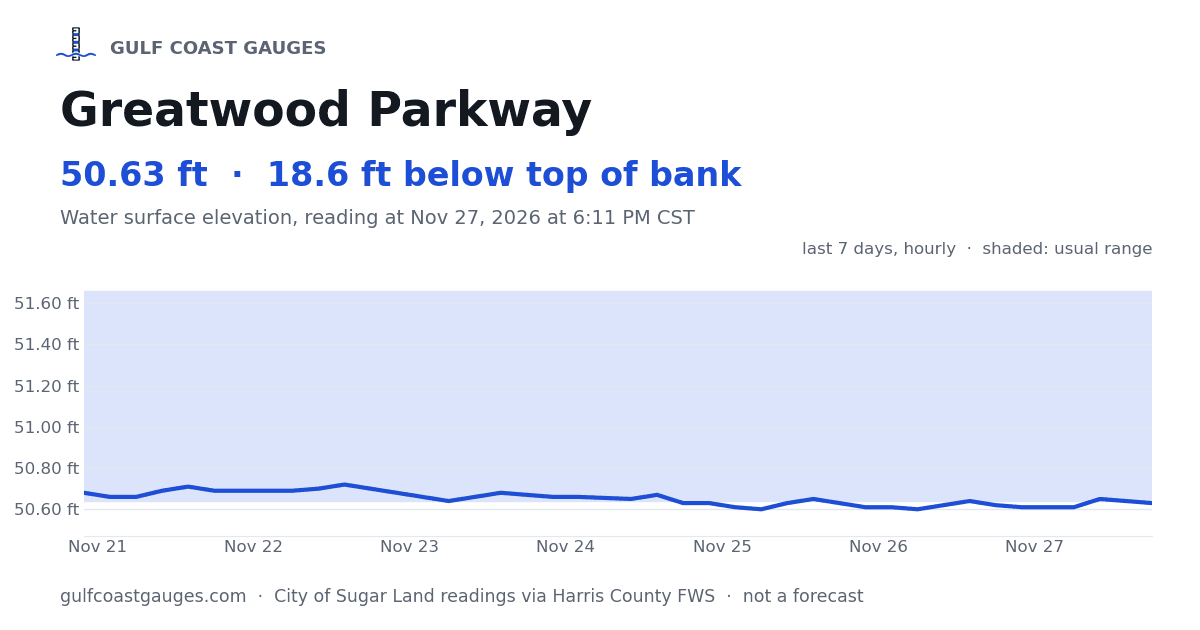 GULF COAST GAUGES
Greatwood Parkway
50.63 ft · 18.6 ft below top of bank
Water surface elevation, reading at Nov 27, 2026 at 6:11 PM CST
last 7 days, hourly · shaded: usual range
51.60 ft
51.40 ft
51.20 ft
51.00 ft
50.80 ft
50.60 ft
Nov 21 Nov 22 Nov 23 Nov 24 Nov 25 Nov 26 Nov 27
gulfcoastgauges.com · City of Sugar Land readings via Harris County FWS · not a forecast